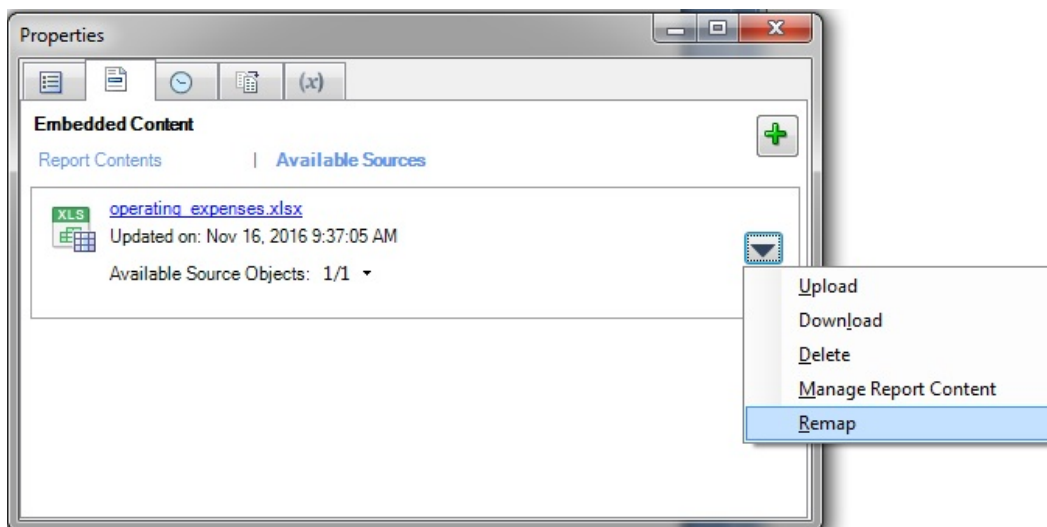 Properties
(x)
Embedded Content
Report Contents | Available Sources
XLS
operating_expenses.xlsx
Updated on: Nov 16, 2016 9:37:05 AM
Available Source Objects: 1/1
Upload
Download
Delete
Manage Report Content
Remap